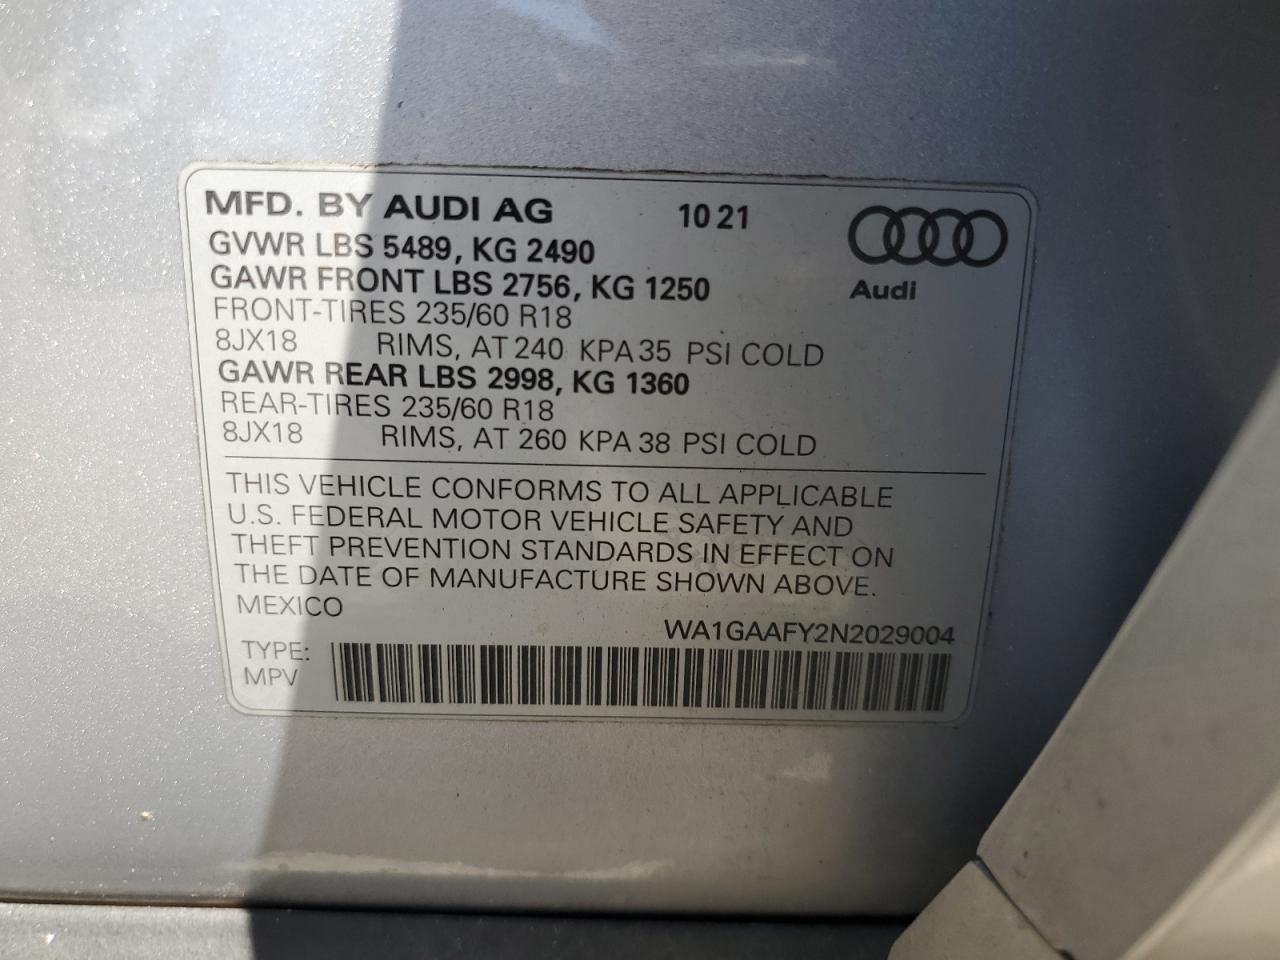 MFD. BY AUDI AG 10 21
GVWR LBS 5489, KG 2490
GAWR FRONT LBS 2756, KG 1250
Audi
FRONT-TIRES 235/60 R18
8JX18 RIMS, AT 240 KPA 35 PSI COLD
GAWR REAR LBS 2998, KG 1360
REAR-TIRES 235/60 R18
8JX18 RIMS, AT 260 KPA 38 PSI COLD
THIS VEHICLE CONFORMS TO ALL APPLICABLE
U.S. FEDERAL MOTOR VEHICLE SAFETY AND
THEFT PREVENTION STANDARDS IN EFFECT ON
THE DATE OF MANUFACTURE SHOWN ABOVE.
MEXICO
WA1GAAFY2N2029004
TYPE:
MPV